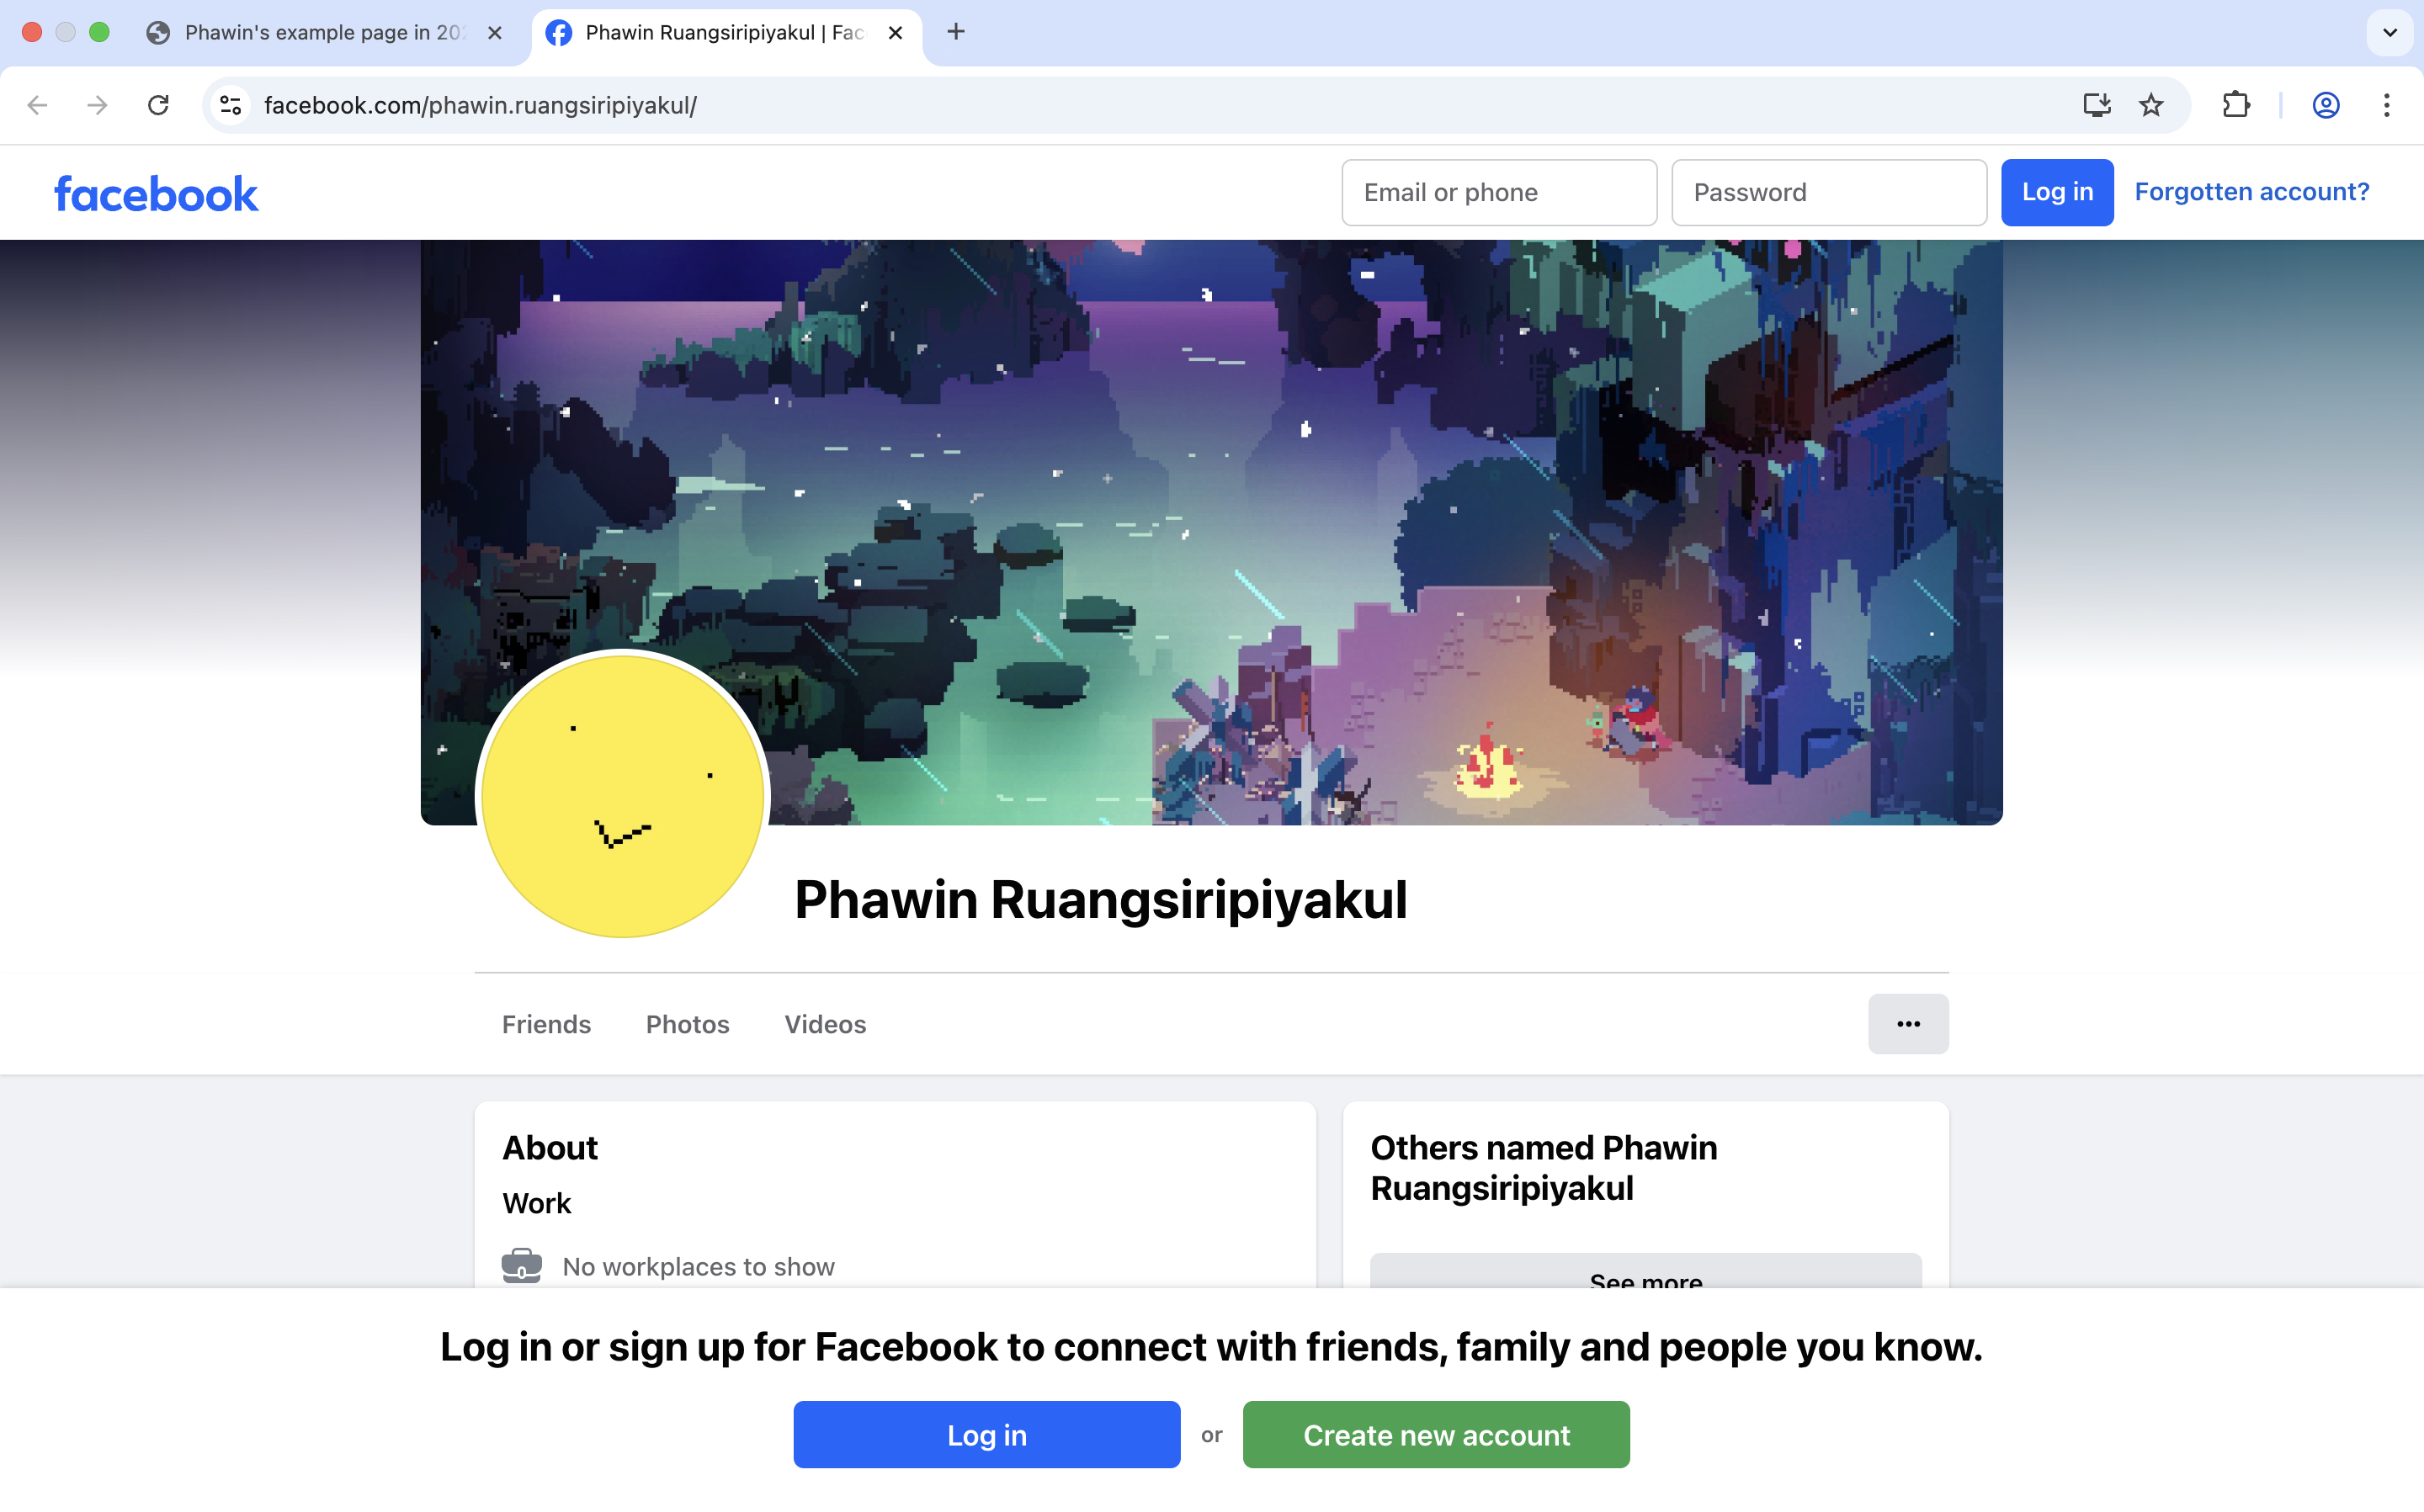 Phawin's example page in 20
Phawin Ruangsiripiyakul | Fac
facebook.com/phawin.ruangsiripiyakul/
facebook
Email or phone
Password
Log in
Forgotten account?
Phawin Ruangsiripiyakul
Friends
Photos
Videos
About
Work
No workplaces to show
Others named Phawin
Ruangsiripiyakul
See more
Log in or sign up for Facebook to connect with friends, family and people you know.
Log in
or
Create new account